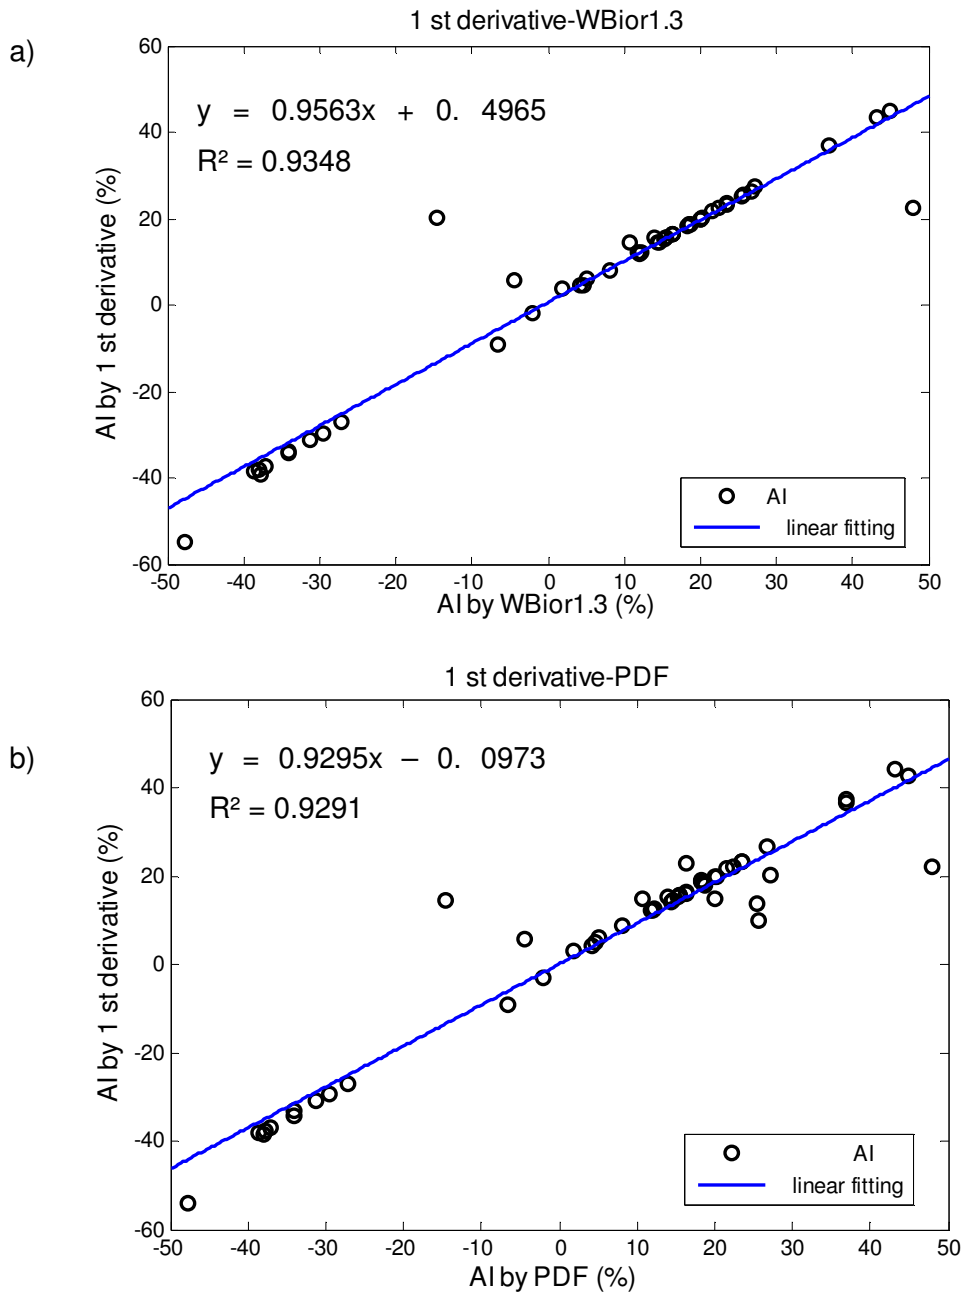 1 st derivative-WBior1.3
a)
y = 0.9563x + 0. 4965
R² = 0.9348
AI by 1 st derivative (%)
60
40
20
0
-20
-40
-60
AI
linear fitting
-50 -40 -30 -20 -10 0 10 20 30 40 50
AI by WBior1.3 (%)
1 st derivative-PDF
b)
y = 0.9295x – 0. 0973
R² = 0.9291
AI by 1 st derivative (%)
60
40
20
0
-20
-40
-60
AI
linear fitting
-50 -40 -30 -20 -10 0 10 20 30 40 50
AI by PDF (%)